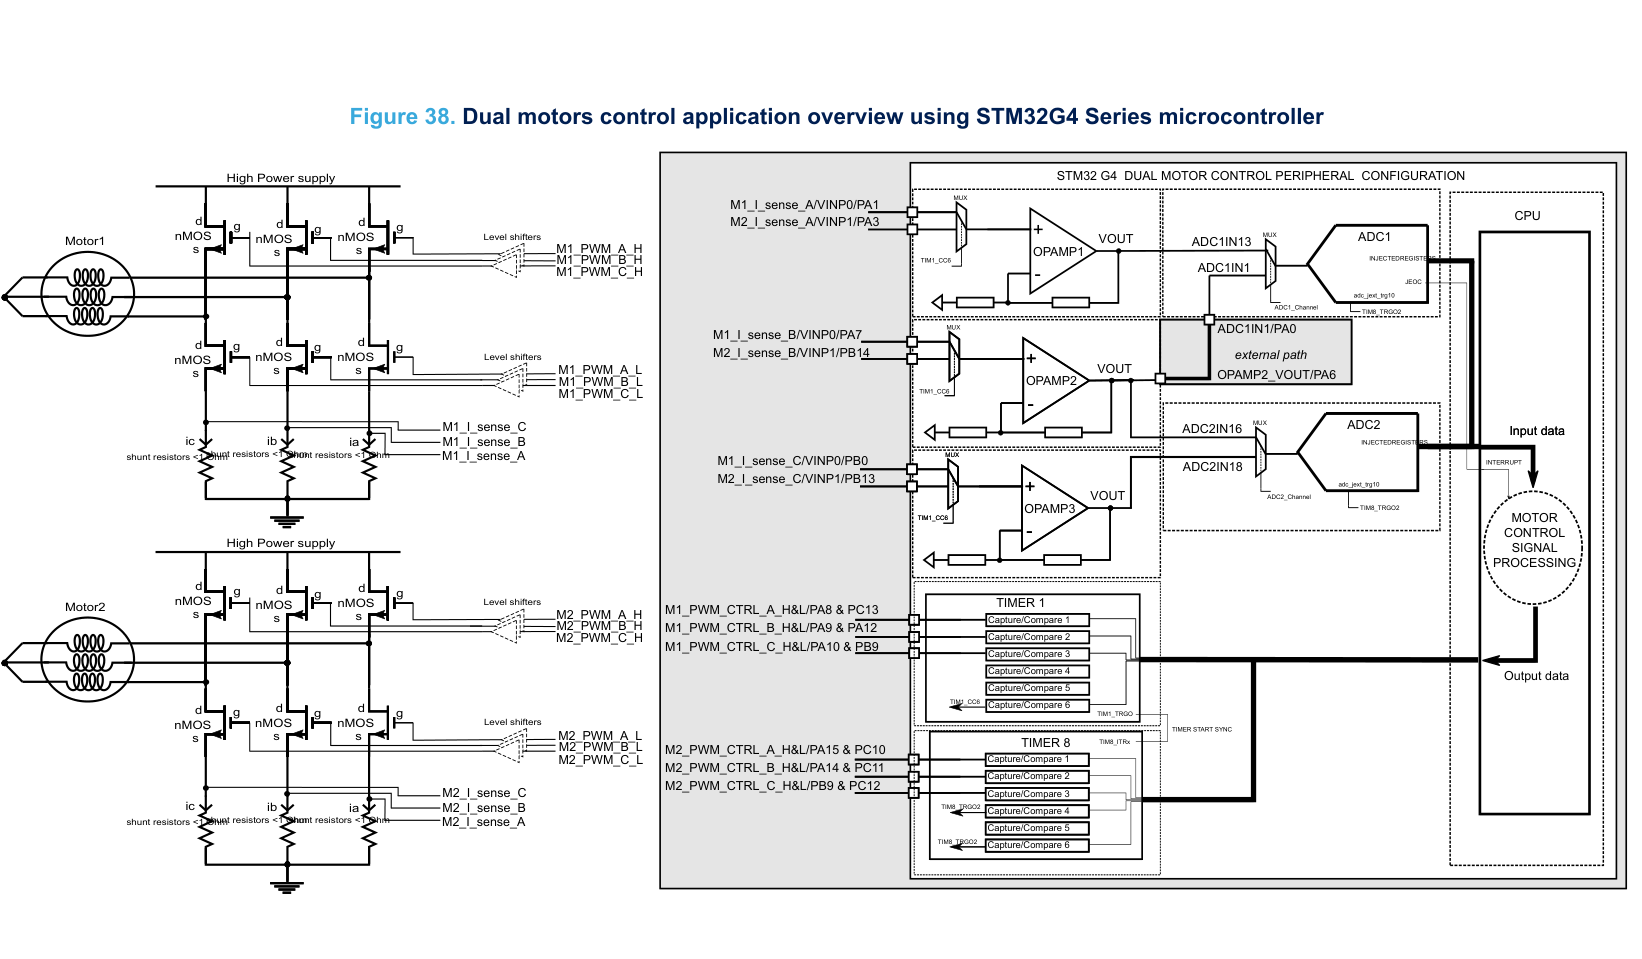 Figure 38. Dual motors control application overview using STM32G4 Series microcontroller
High Power supply
d
d
d
g
g
g
nMOS
nMOS
nMOS
s
s
s
Motor1
Level shifters
M1_PWM_A_H
M1_PWM_B_H
M1_PWM_C_H
d
d
d
g
g
g
nMOS
nMOS
nMOS
s
s
s
Level shifters
M1_PWM_A_L
M1_PWM_B_L
M1_PWM_C_L
M1_I_sense_C
M1_I_sense_B
M1_I_sense_A
ic
ib
ia
shunt resistors <1 Ohm
shunt resistors <1 Ohm
shunt resistors <1 Ohm
High Power supply
d
d
d
g
g
g
nMOS
nMOS
nMOS
s
s
s
Motor2
Level shifters
M2_PWM_A_H
M2_PWM_B_H
M2_PWM_C_H
d
d
d
g
g
g
nMOS
nMOS
nMOS
s
s
s
Level shifters
M2_PWM_A_L
M2_PWM_B_L
M2_PWM_C_L
M2_I_sense_C
M2_I_sense_B
M2_I_sense_A
ic
ib
ia
shunt resistors <1 Ohm
shunt resistors <1 Ohm
shunt resistors <1 Ohm
STM32 G4 DUAL MOTOR CONTROL PERIPHERAL CONFIGURATION
M1_I_sense_A/VINP0/PA1
M2_I_sense_A/VINP1/PA3
MUX
TIM1_CC6
+
OPAMP1
-
VOUT
ADC1IN13
ADC1IN1
MUX
ADC1_Channel
ADC1
INJECTEDREGISTERS
JEOC
adc_jext_trg10
TIM8_TRGO2
CPU
M1_I_sense_B/VINP0/PA7
M2_I_sense_B/VINP1/PB14
MUX
TIM1_CC6
+
OPAMP2
-
VOUT
ADC1IN1/PA0
external path
OPAMP2_VOUT/PA6
M1_I_sense_C/VINP0/PB0
M2_I_sense_C/VINP1/PB13
MUX
TIM1_CC6
+
OPAMP3
-
VOUT
ADC2IN16
ADC2IN18
MUX
ADC2_Channel
ADC2
INJECTEDREGISTERS
adc_jext_trg10
TIM8_TRGO2
Input data
INTERRUPT
MOTOR
CONTROL
SIGNAL
PROCESSING
Output data
M1_PWM_CTRL_A_H&L/PA8 & PC13
M1_PWM_CTRL_B_H&L/PA9 & PA12
M1_PWM_CTRL_C_H&L/PA10 & PB9
TIMER 1
Capture/Compare 1
Capture/Compare 2
Capture/Compare 3
Capture/Compare 4
Capture/Compare 5
Capture/Compare 6
TIM1_CC6
TIM1_TRGO
TIMER START SYNC
M2_PWM_CTRL_A_H&L/PA15 & PC10
M2_PWM_CTRL_B_H&L/PA14 & PC11
M2_PWM_CTRL_C_H&L/PB9 & PC12
TIMER 8
TIM8_ITRx
Capture/Compare 1
Capture/Compare 2
Capture/Compare 3
Capture/Compare 4
Capture/Compare 5
Capture/Compare 6
TIM8_TRGO2
TIM8_TRGO2